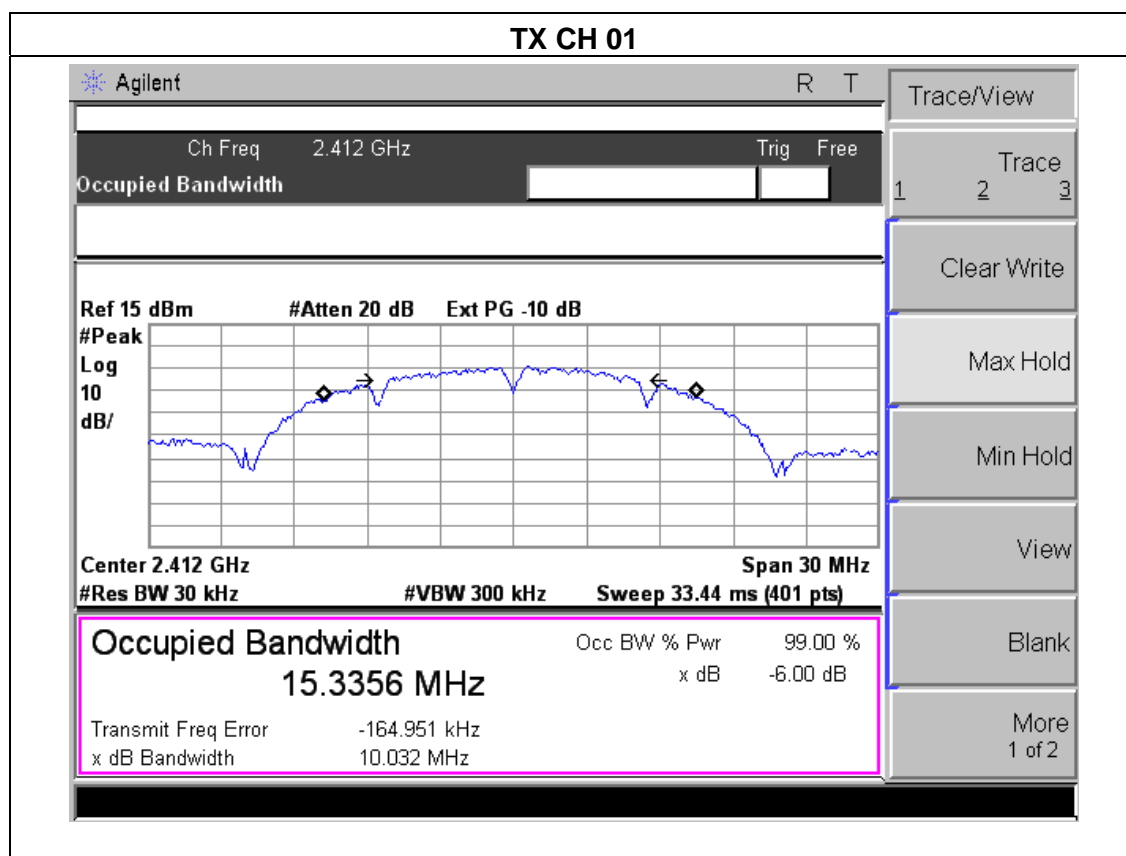 TX CH 01
Agilent R T
Trace/View
Ch Freq 2.412 GHz Trig Free
Occupied Bandwidth
Trace
1 2 3
Clear Write
Max Hold
Min Hold
View
Blank
More
1 of 2
Ref 15 dBm #Atten 20 dB Ext PG -10 dB
#Peak
Log
10
dB/
Center 2.412 GHz Span 30 MHz
#Res BW 30 kHz #VBW 300 kHz Sweep 33.44 ms (401 pts)
Occupied Bandwidth Occ BW % Pwr 99.00 %
15.3356 MHz x dB -6.00 dB
Transmit Freq Error -164.951 kHz
x dB Bandwidth 10.032 MHz